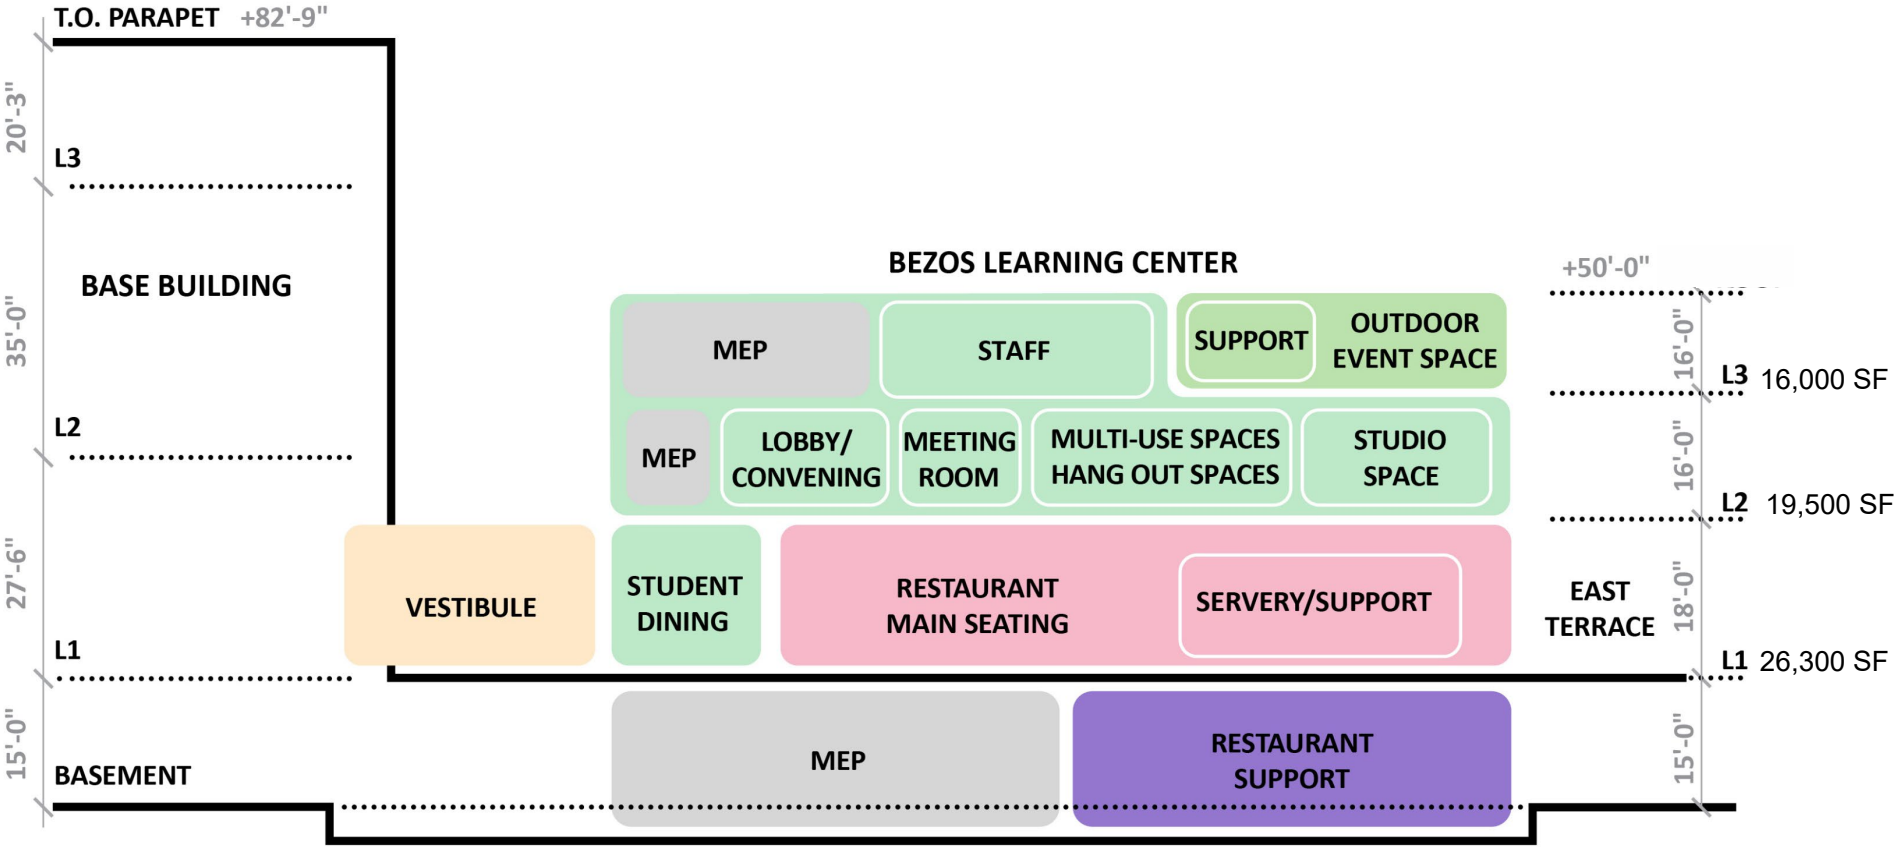 T.O. PARAPET +82'-9"
20'-3"
L3
BASE BUILDING
35'-0"
L2
27'-6"
L1
15'-0"
BASEMENT
BEZOS LEARNING CENTER
MEP
STAFF
SUPPORT
OUTDOOR
EVENT SPACE
MEP
LOBBY/
CONVENING
MEETING
ROOM
MULTI-USE SPACES
HANG OUT SPACES
STUDIO
SPACE
VESTIBULE
STUDENT
DINING
RESTAURANT
MAIN SEATING
SERVERY/SUPPORT
EAST
TERRACE
MEP
RESTAURANT
SUPPORT
+50'-0"
16'-0"
L3 16,000 SF
16'-0"
L2 19,500 SF
18'-0"
L1 26,300 SF
15'-0"